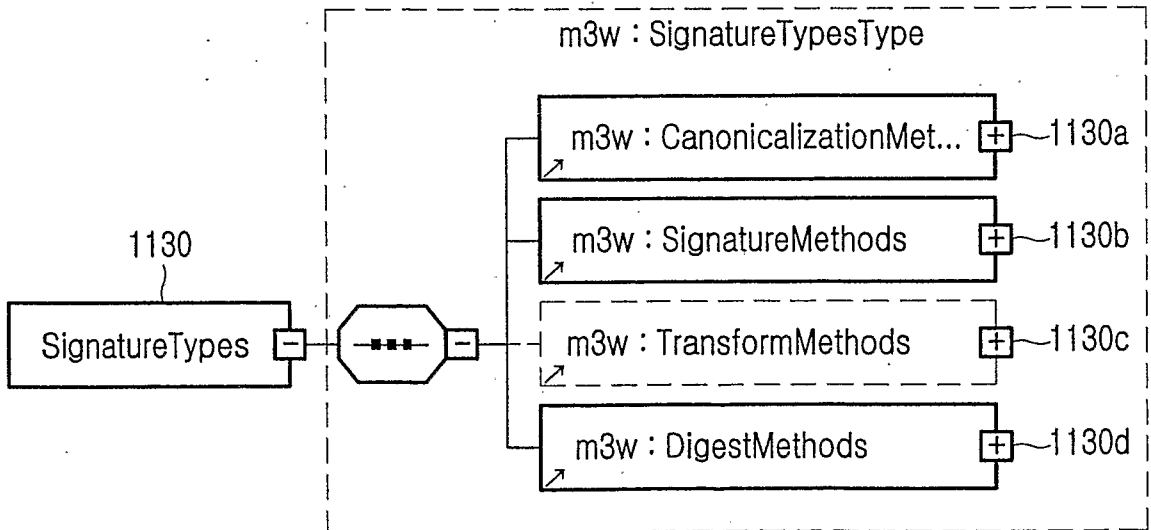 m3w : SignatureTypesType
m3w : CanonicalizationMet... 1130a
m3w : SignatureMethods 1130b
1130
SignatureTypes
m3w : TransformMethods 1130c
m3w : DigestMethods 1130d